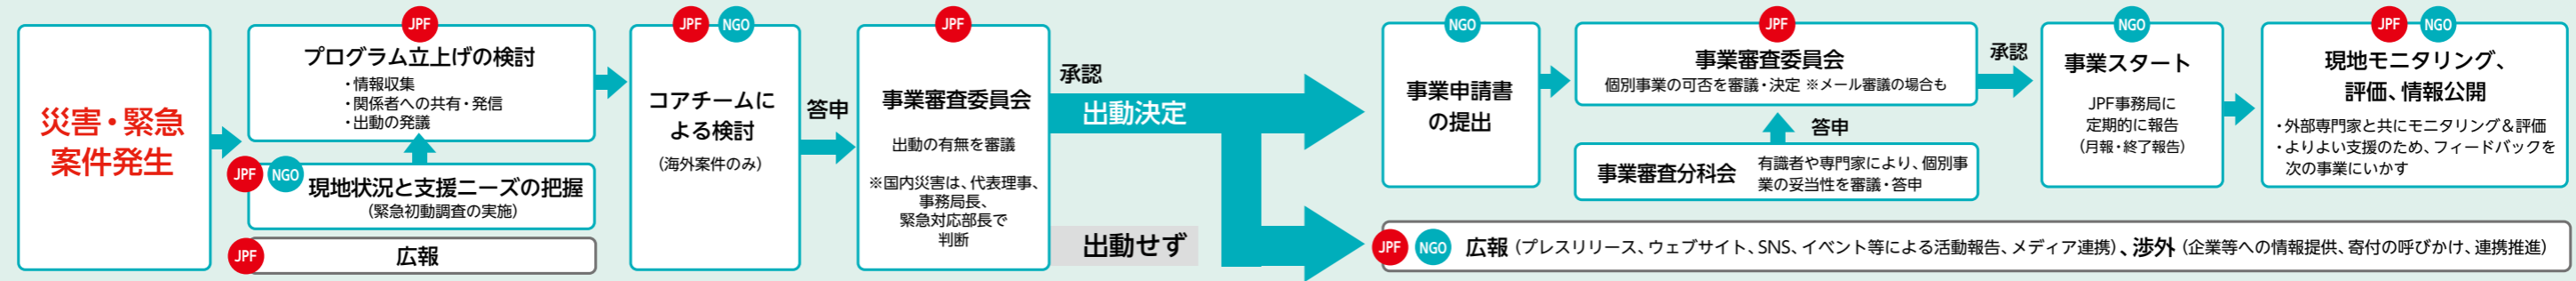 災害・緊急
案件発生
JPF
プログラム立上げの検討
・情報収集
・関係者への共有・発信
・出動の発議
JPF NGO
現地状況と支援ニーズの把握
(緊急初動調査の実施)
JPF
広報
JPF NGO
コアチームに
よる検討
(海外案件のみ)
答申
JPF
事業審査委員会
出動の有無を審議
※国内災害は、代表理事、
事務局長、
緊急対応部長で
判断
承認
出動決定
出動せず
NGO
事業申請書
の提出
JPF
事業審査委員会
個別事業の可否を審議・決定 ※メール審議の場合も
答申
事業審査分科会
有識者や専門家により、個別事
業の妥当性を審議・答申
承認
NGO
事業スタート
JPF事務局に
定期的に報告
(月報・終了報告)
JPF NGO
現地モニタリング、
評価、情報公開
・外部専門家と共にモニタリング&評価
・よりよい支援のため、フィードバックを
次の事業にいかす
JPF NGO
広報(プレスリリース、ウェブサイト、SNS、イベント等による活動報告、メディア連携)、渉外(企業等への情報提供、寄付の呼びかけ、連携推進)